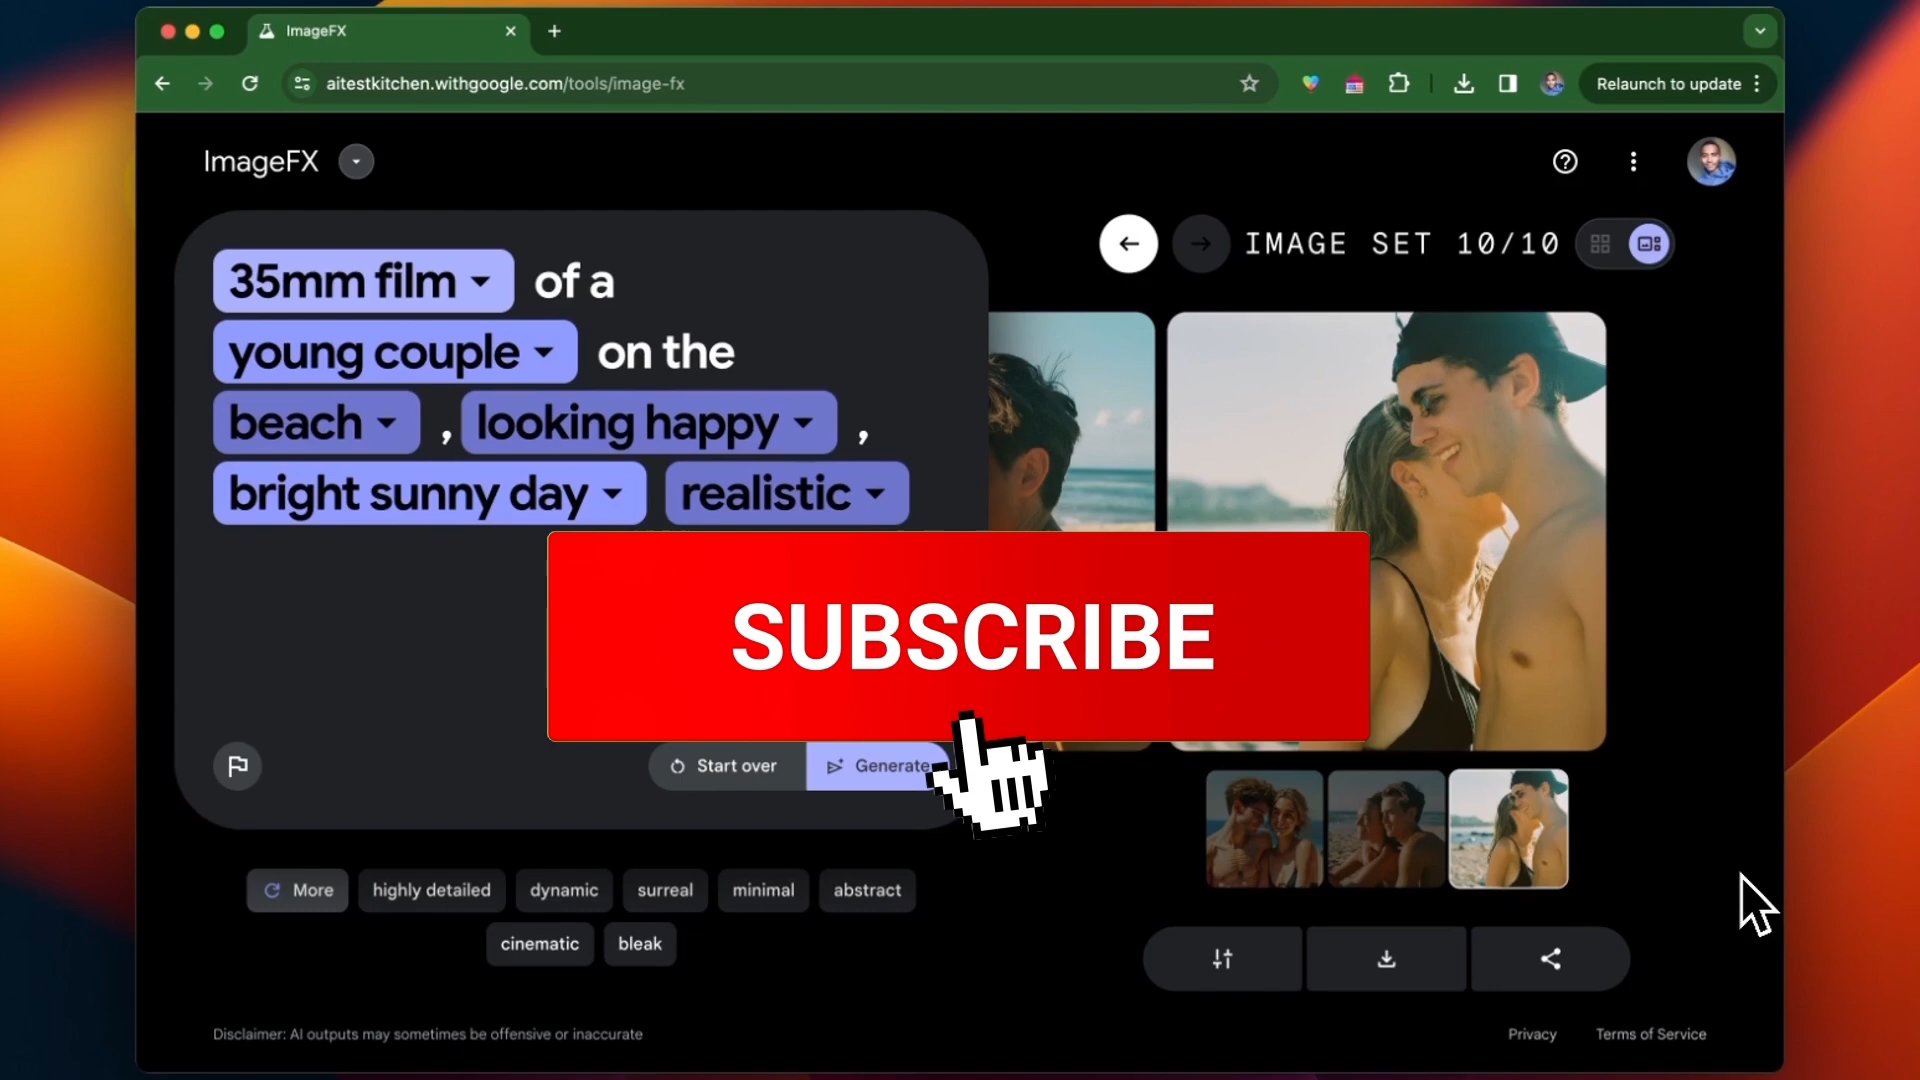 ImageFX
aitestkitchen.withgoogle.com/tools/image-fx
Relaunch to update
ImageFX
35mm film of a
young couple on the
beach , looking happy ,
bright sunny day realistic
IMAGE SET 10/10
SUBSCRIBE
Start over
Generate
More
highly detailed
dynamic
surreal
minimal
abstract
cinematic
bleak
Disclaimer: AI outputs may sometimes be offensive or inaccurate
Privacy
Terms of Service